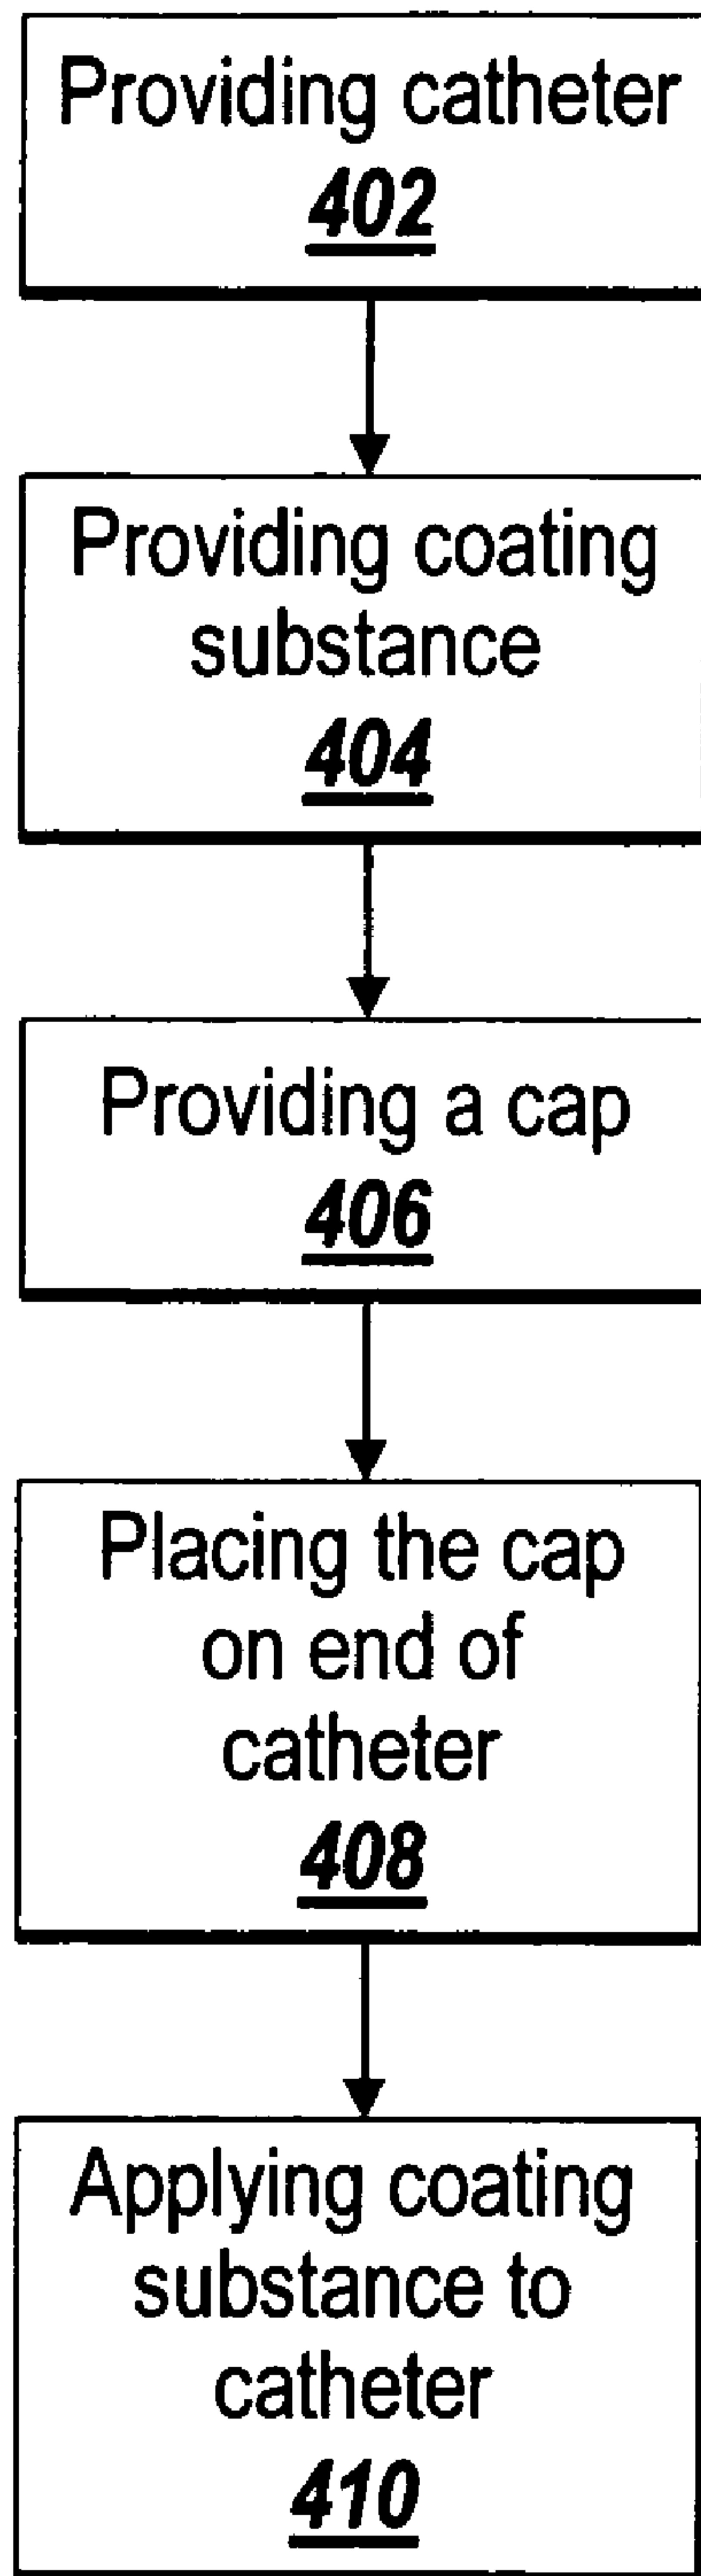 Providing catheter
402
Providing coating
substance
404
Providing a cap
406
Placing the cap
on end of
catheter
408
Applying coating
substance to
catheter
410